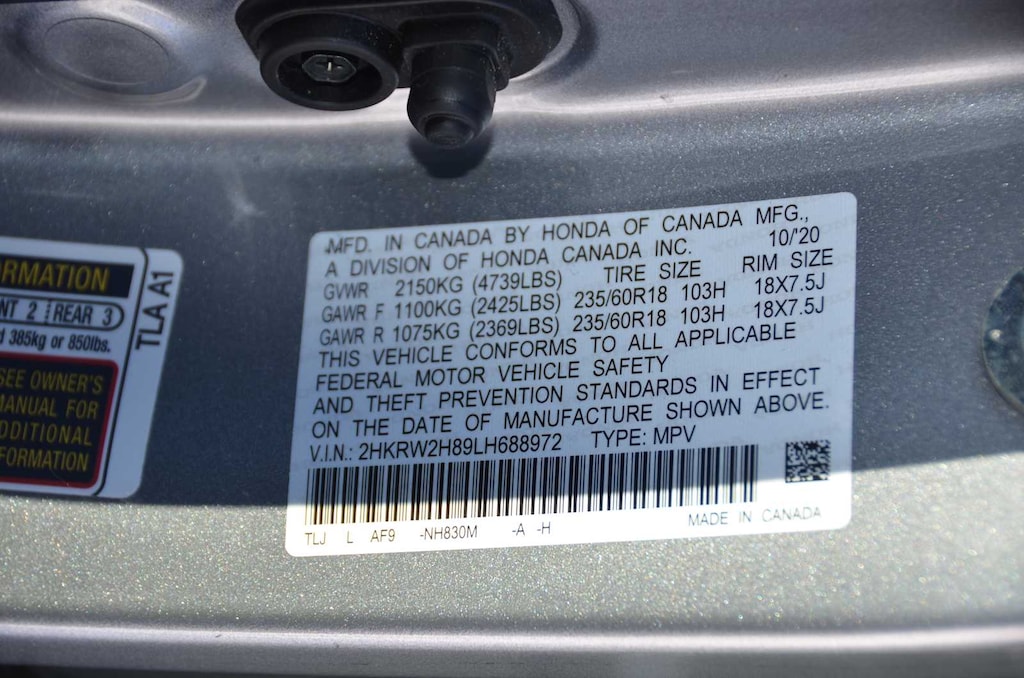 ORMATION
NT 2 REAR 3
385kg or 850lbs.
SEE OWNER'S
MANUAL FOR
DDITIONAL
NFORMATION
TLA A1
MFD. IN CANADA BY HONDA OF CANADA MFG.,
A DIVISION OF HONDA CANADA INC. 10/'20
GVWR 2150KG (4739LBS) TIRE SIZE RIM SIZE
GAWR F 1100KG (2425LBS) 235/60R18 103H 18X7.5J
GAWR R 1075KG (2369LBS) 235/60R18 103H 18X7.5J
THIS VEHICLE CONFORMS TO ALL APPLICABLE
FEDERAL MOTOR VEHICLE SAFETY
AND THEFT PREVENTION STANDARDS IN EFFECT
ON THE DATE OF MANUFACTURE SHOWN ABOVE.
V.I.N.: 2HKRW2H89LH688972 TYPE: MPV
TLJ L AF9 -NH830M -A -H MADE IN CANADA